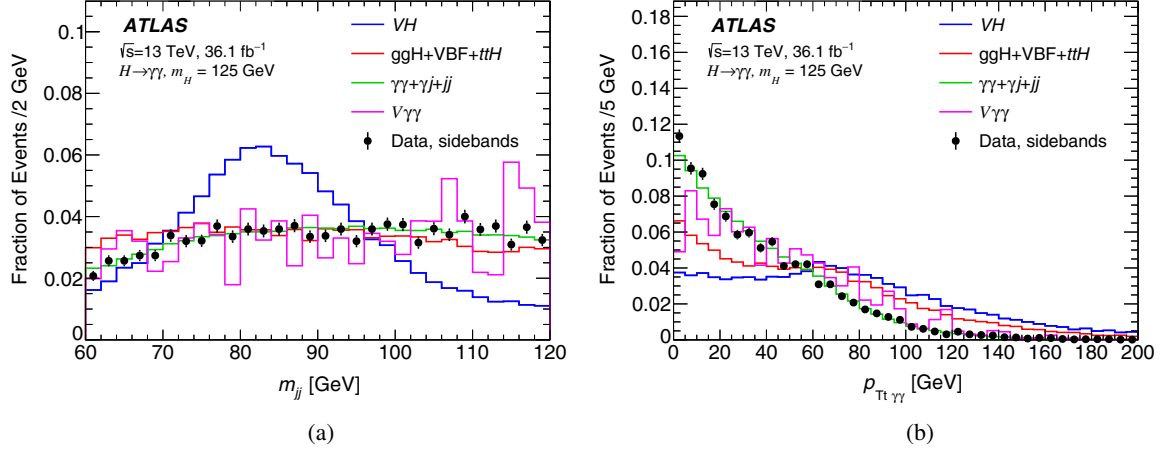 ATLAS
√s=13 TeV, 36.1 fb⁻¹
H→γγ, m_H = 125 GeV
VH
ggH+VBF+ttH
γγ+γj+jj
Vγγ
Data, sidebands
Fraction of Events /2 GeV
0.1
0.08
0.06
0.04
0.02
0
60 70 80 90 100 110 120
m_jj [GeV]
(a)
ATLAS
√s=13 TeV, 36.1 fb⁻¹
H→γγ, m_H = 125 GeV
VH
ggH+VBF+ttH
γγ+γj+jj
Vγγ
Data, sidebands
Fraction of Events /5 GeV
0.18
0.16
0.14
0.12
0.1
0.08
0.06
0.04
0.02
0
0 20 40 60 80 100 120 140 160 180 200
p_Tt γγ [GeV]
(b)